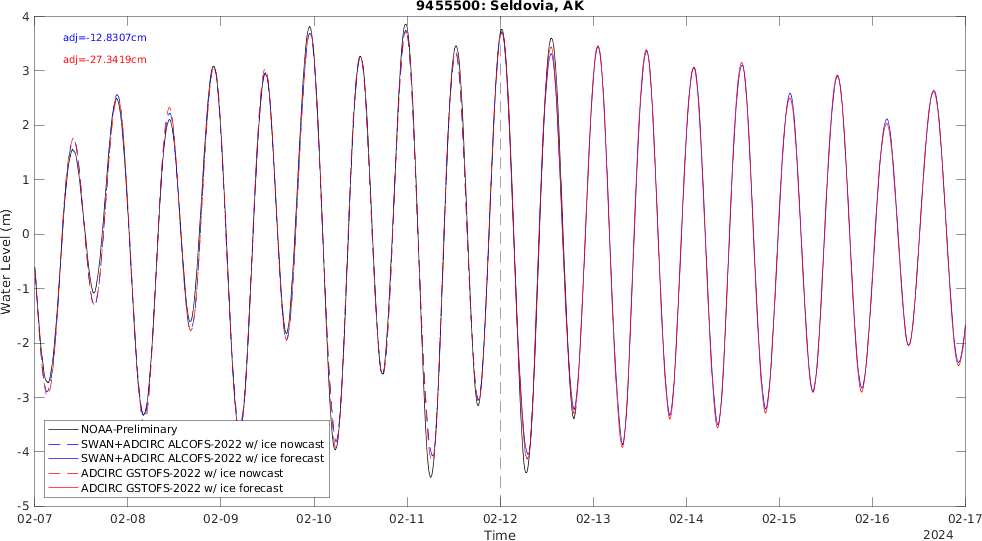 9455500: Seldovia, AK
adj=-12.8307cm
adj=-27.3419cm
Water Level (m)
4
3
2
1
0
-1
-2
-3
-4
-5
NOAA-Preliminary
SWAN+ADCIRC ALCOFS-2022 w/ ice nowcast
SWAN+ADCIRC ALCOFS-2022 w/ ice forecast
ADCIRC GSTOFS-2022 w/ ice nowcast
ADCIRC GSTOFS-2022 w/ ice forecast
02-07 02-08 02-09 02-10 02-11 02-12 02-13 02-14 02-15 02-16 02-17
Time
2024